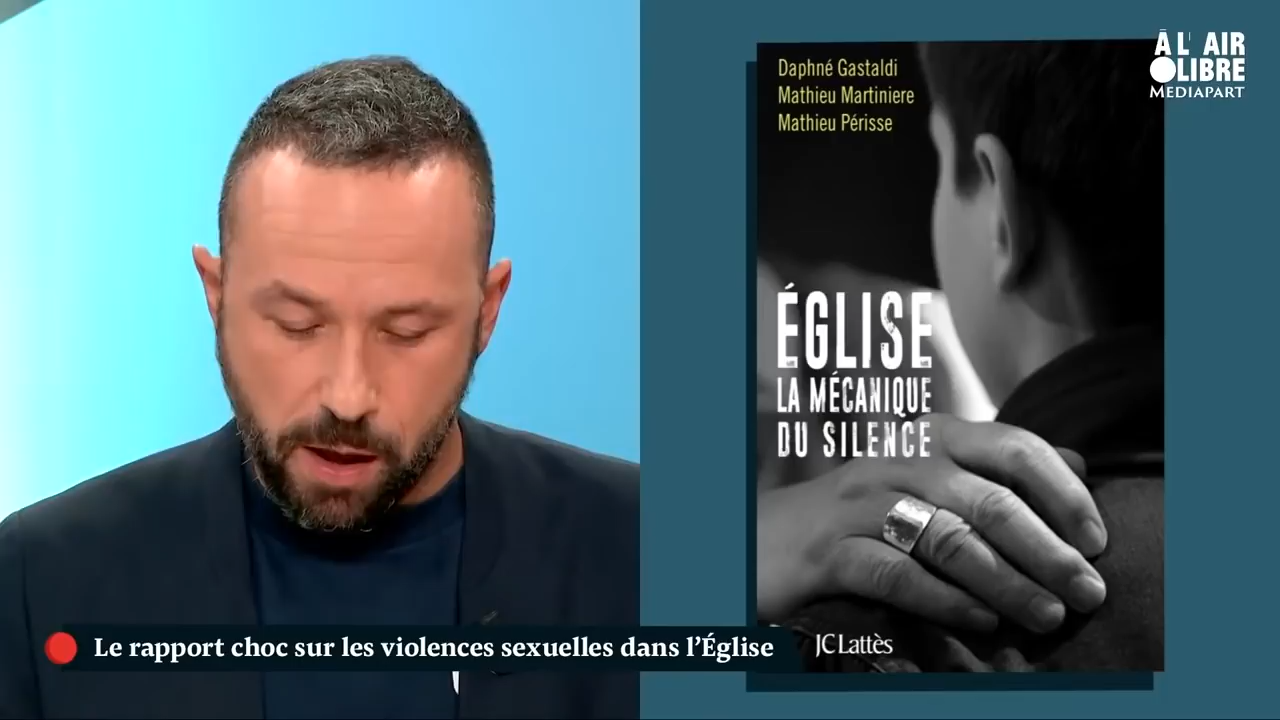 À L' AIR
LIBRE
MEDIAPART
Daphné Gastaldi
Mathieu Martiniere
Mathieu Périsse
ÉGLISE
LA MÉCANIQUE
DU SILENCE
JC Lattès
Le rapport choc sur les violences sexuelles dans l'Église